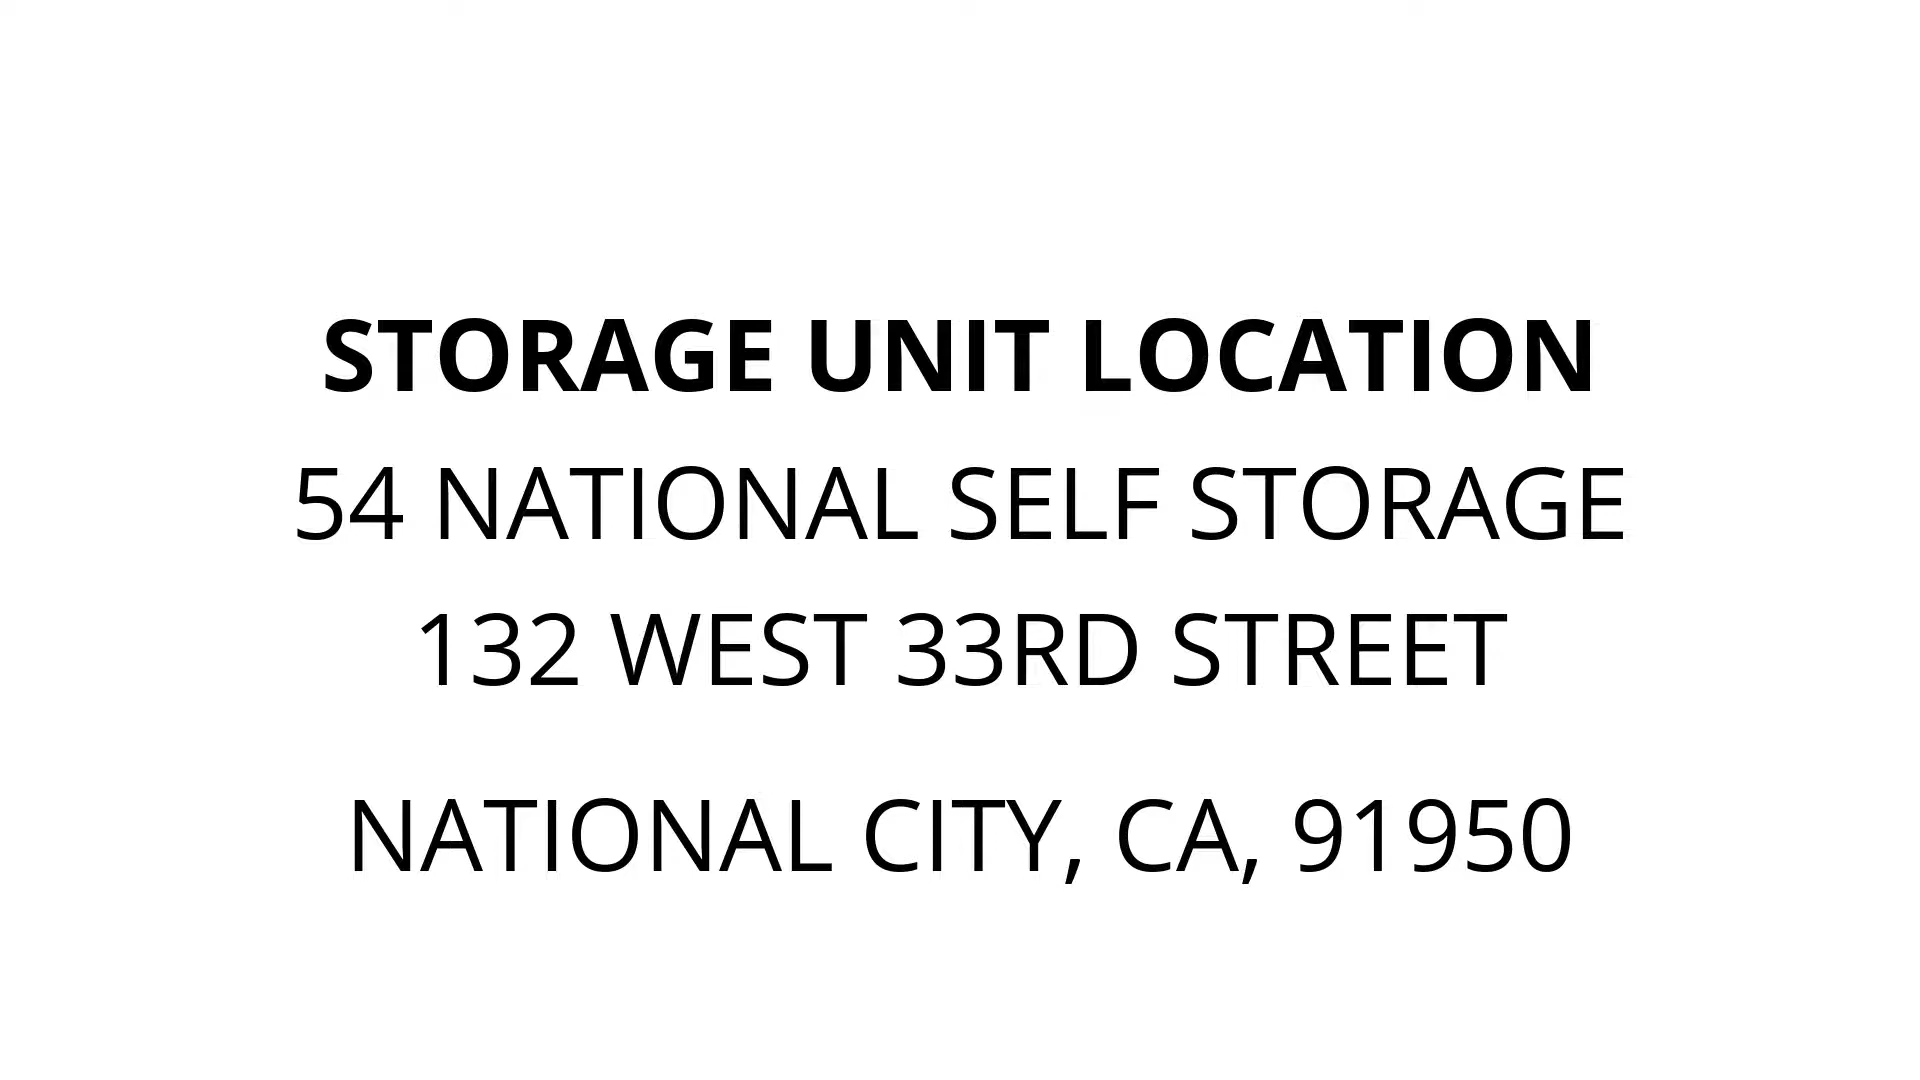 STORAGE UNIT LOCATION
54 NATIONAL SELF STORAGE
132 WEST 33RD STREET
NATIONAL CITY, CA, 91950